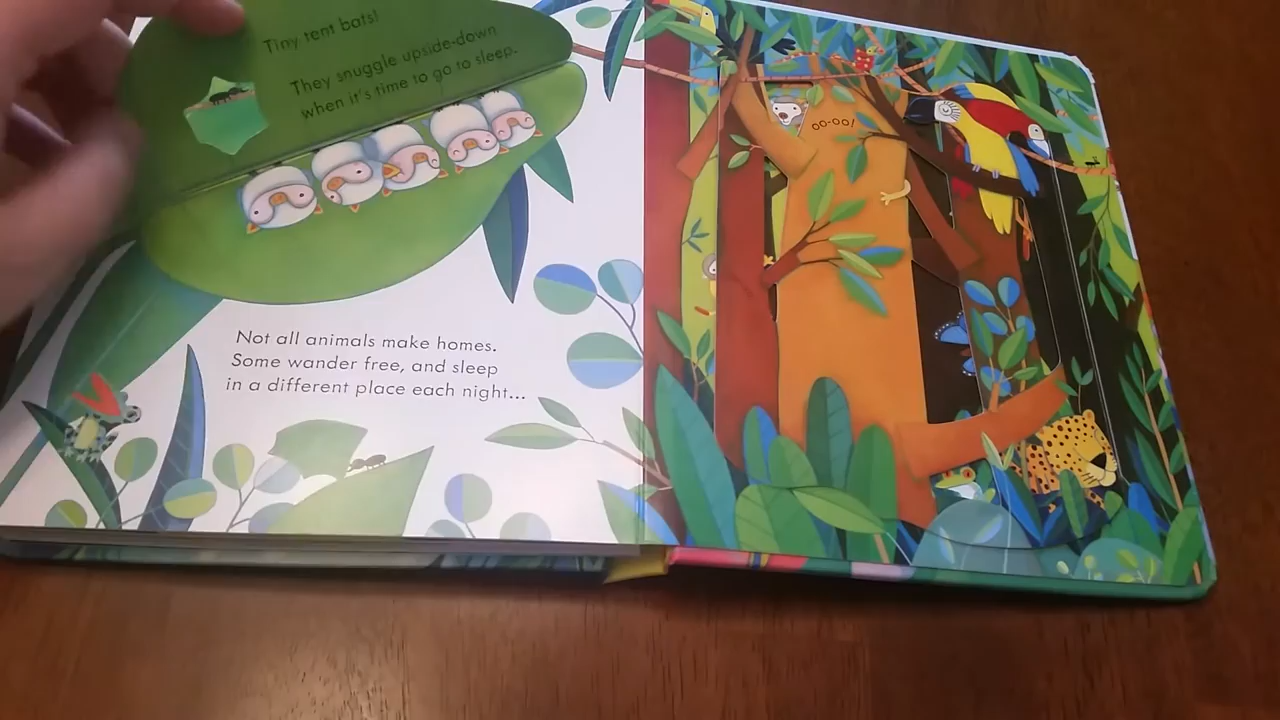 Tiny tent bats!
They snuggle upside-down
when it's time to go to sleep.
Not all animals make homes.
Some wander free, and sleep
in a different place each night...
OO-OO!